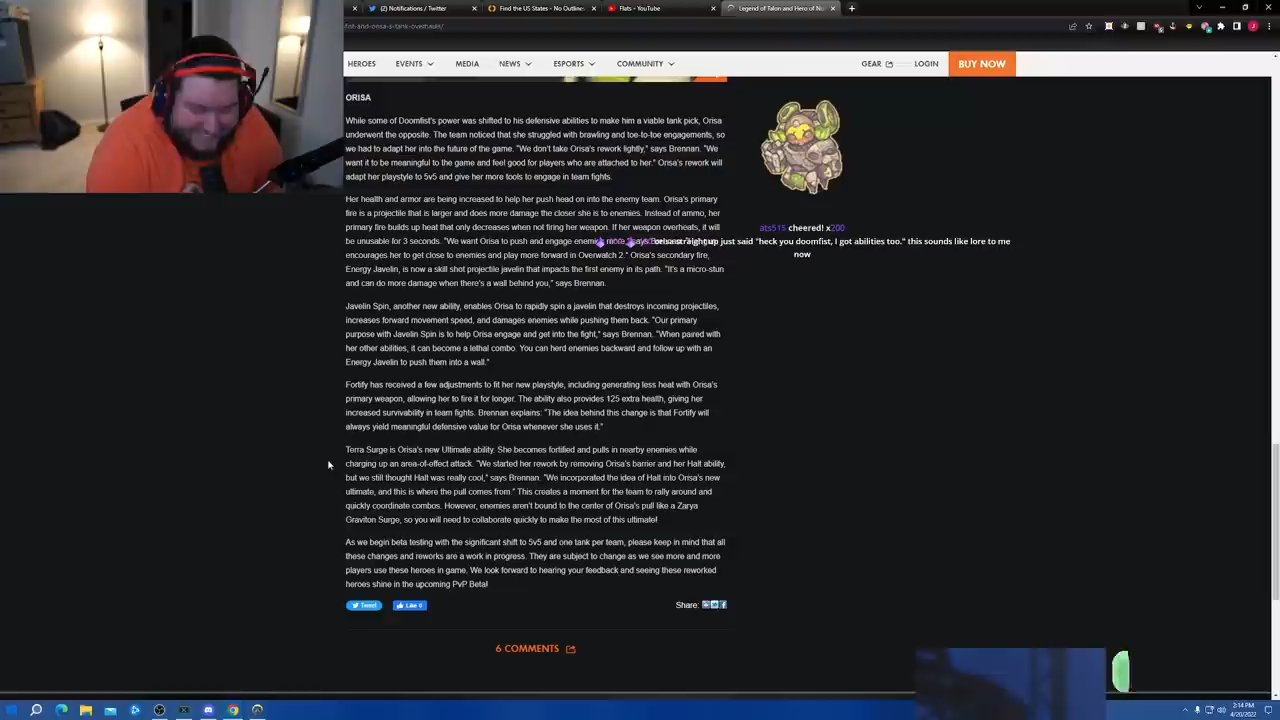 (2) Notifications / Twitter
Find the US States - No Outlines
Flats - YouTube
Legend of Talon and Hero of Nu
fist-and-orisa-s-tank-overhauls/
HEROES EVENTS MEDIA NEWS ESPORTS COMMUNITY GEAR LOGIN BUY NOW
ORISA
While some of Doomfist's power was shifted to his defensive abilities to make him a viable tank pick, Orisa
underwent the opposite. The team noticed that she struggled with brawling and toe-to-toe engagements, so
we had to adapt her into the future of the game. "We don't take Orisa's rework lightly," says Brennan. "We
want it to be meaningful to the game and feel good for players who are attached to her." Orisa's rework will
adapt her playstyle to 5v5 and give her more tools to engage in team fights.
Her health and armor are being increased to help her push head on into the enemy team. Orisa's primary
fire is a projectile that is larger and does more damage the closer she is to enemies. Instead of ammo, her
primary fire builds up heat that only decreases when not firing her weapon. If her weapon overheats, it will
be unusable for 3 seconds. "We want Orisa to push and engage enemies more," says
encourages her to get close to enemies and play more forward in Overwatch 2." Orisa's secondary fire,
Energy Javelin, is now a skill shot projectile javelin that impacts the first enemy in its path. "It's a micro-stun
and can do more damage when there's a wall behind you," says Brennan.
Javelin Spin, another new ability, enables Orisa to rapidly spin a javelin that destroys incoming projectiles,
increases forward movement speed, and damages enemies while pushing them back. "Our primary
purpose with Javelin Spin is to help Orisa engage and get into the fight," says Brennan. "When paired with
her other abilities, it can become a lethal combo. You can herd enemies backward and follow up with an
Energy Javelin to push them into a wall."
Fortify has received a few adjustments to fit her new playstyle, including generating less heat with Orisa's
primary weapon, allowing her to fire it for longer. The ability also provides 125 extra health, giving her
increased survivability in team fights. Brennan explains: "The idea behind this change is that Fortify will
always yield meaningful defensive value for Orisa whenever she uses it."
Terra Surge is Orisa's new Ultimate ability. She becomes fortified and pulls in nearby enemies while
charging up an area-of-effect attack. "We started her rework by removing Orisa's barrier and her Halt ability,
but we still thought Halt was really cool," says Brennan. "We incorporated the idea of Halt into Orisa's new
ultimate, and this is where the pull comes from." This creates a moment for the team to rally around and
quickly coordinate combos. However, enemies aren't bound to the center of Orisa's pull like a Zarya
Graviton Surge, so you will need to collaborate quickly to make the most of this ultimate!
As we begin beta testing with the significant shift to 5v5 and one tank per team, please keep in mind that all
these changes and reworks are a work in progress. They are subject to change as we see more and more
players use these heroes in game. We look forward to hearing your feedback and seeing these reworked
heroes shine in the upcoming PvP Beta!
Tweet Like 0 Share:
6 COMMENTS
ats515 cheered! x200
orisa straight up just said "heck you doomfist, I got abilities too." this sounds like lore to me
now
2:14 PM
4/20/2022